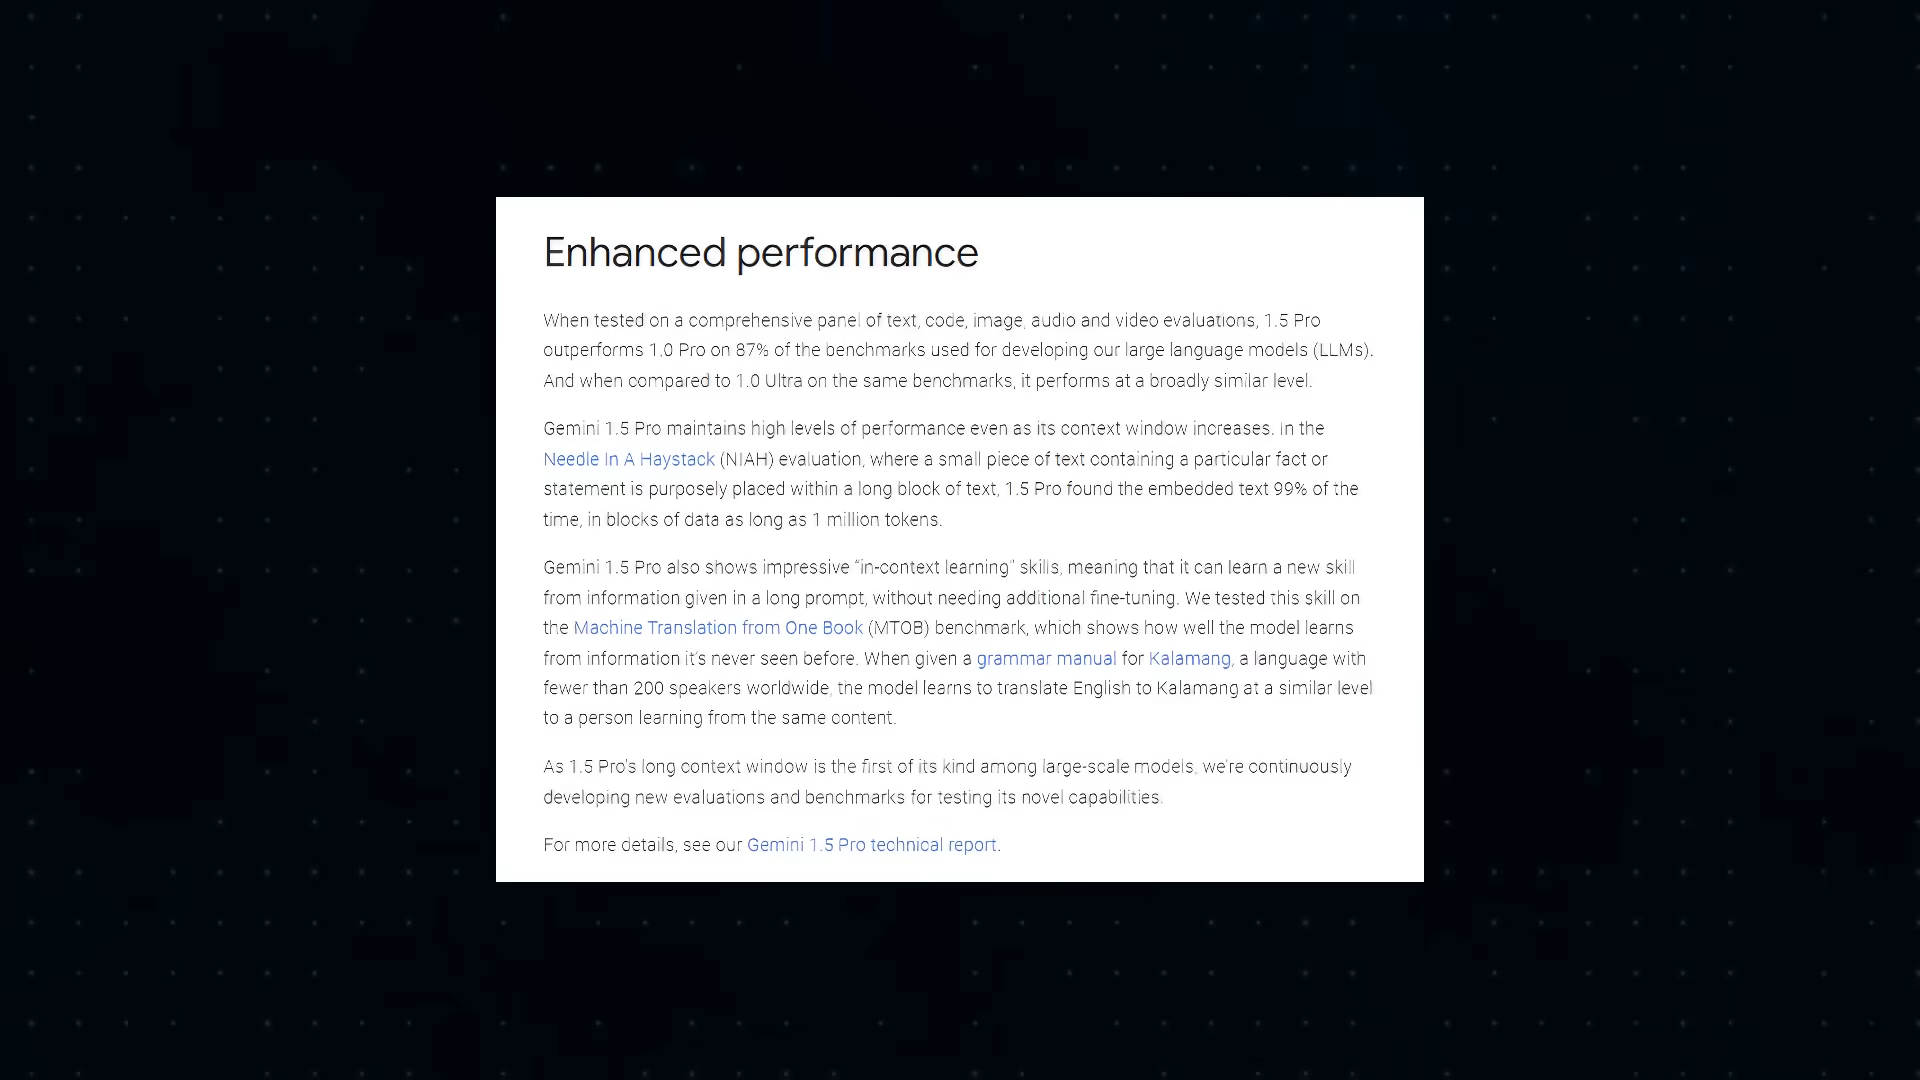 Enhanced performance
When tested on a comprehensive panel of text, code, image, audio and video evaluations, 1.5 Pro
outperforms 1.0 Pro on 87% of the benchmarks used for developing our large language models (LLMs).
And when compared to 1.0 Ultra on the same benchmarks, it performs at a broadly similar level.
Gemini 1.5 Pro maintains high levels of performance even as its context window increases. In the
Needle In A Haystack (NIAH) evaluation, where a small piece of text containing a particular fact or
statement is purposely placed within a long block of text, 1.5 Pro found the embedded text 99% of the
time, in blocks of data as long as 1 million tokens.
Gemini 1.5 Pro also shows impressive “in-context learning” skills, meaning that it can learn a new skill
from information given in a long prompt, without needing additional fine-tuning. We tested this skill on
the Machine Translation from One Book (MTOB) benchmark, which shows how well the model learns
from information it’s never seen before. When given a grammar manual for Kalamang, a language with
fewer than 200 speakers worldwide, the model learns to translate English to Kalamang at a similar level
to a person learning from the same content.
As 1.5 Pro’s long context window is the first of its kind among large-scale models, we’re continuously
developing new evaluations and benchmarks for testing its novel capabilities.
For more details, see our Gemini 1.5 Pro technical report.